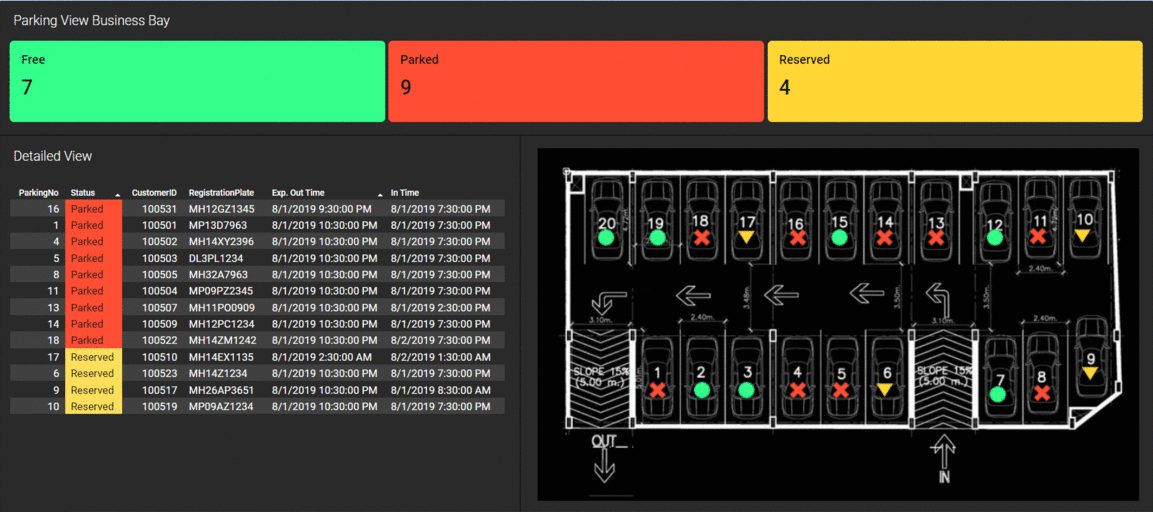 Parking View Business Bay
Free
7
Parked
9
Reserved
4
Detailed View
ParkingNo Status CustomerID RegistrationPlate Exp. Out Time In Time
16 Parked 100531 MH12GZ1345 8/1/2019 9:30:00 PM 8/1/2019 7:30:00 PM
1 Parked 100501 MP13D7963 8/1/2019 10:30:00 PM 8/1/2019 7:30:00 PM
4 Parked 100502 MH14XY2396 8/1/2019 10:30:00 PM 8/1/2019 7:30:00 PM
5 Parked 100503 DL3PL1234 8/1/2019 10:30:00 PM 8/1/2019 7:30:00 PM
8 Parked 100505 MH32A7963 8/1/2019 10:30:00 PM 8/1/2019 7:30:00 PM
11 Parked 100504 MP09PZ2345 8/1/2019 10:30:00 PM 8/1/2019 7:30:00 PM
13 Parked 100507 MH11PO0909 8/1/2019 10:30:00 PM 8/1/2019 2:30:00 PM
14 Parked 100509 MH12PC1234 8/1/2019 10:30:00 PM 8/1/2019 7:30:00 PM
18 Parked 100522 MH14ZM1242 8/1/2019 10:30:00 PM 8/1/2019 7:30:00 PM
17 Reserved 100510 MH14EX1135 8/2/2019 2:30:00 AM 8/2/2019 1:30:00 AM
6 Reserved 100523 MH14Z1234 8/1/2019 10:30:00 PM 8/1/2019 7:30:00 PM
9 Reserved 100517 MH26AP3651 8/1/2019 10:30:00 PM 8/1/2019 8:30:00 AM
10 Reserved 100519 MP09AZ1234 8/1/2019 10:30:00 PM 8/1/2019 7:30:00 PM
20 19 18 17 16 15 14 13 12 11 10
4.72m.
4.72m.
2.40m.
3.48m.
3.50m.
3.50m.
3.10m. 2.40m. 3.10m. 2.40m.
SLOPE 15%
(5.00 m.)
1 2 3 4 5 6
SLOPE 15%
(5.00 m.)
7 8 9
OUT
IN